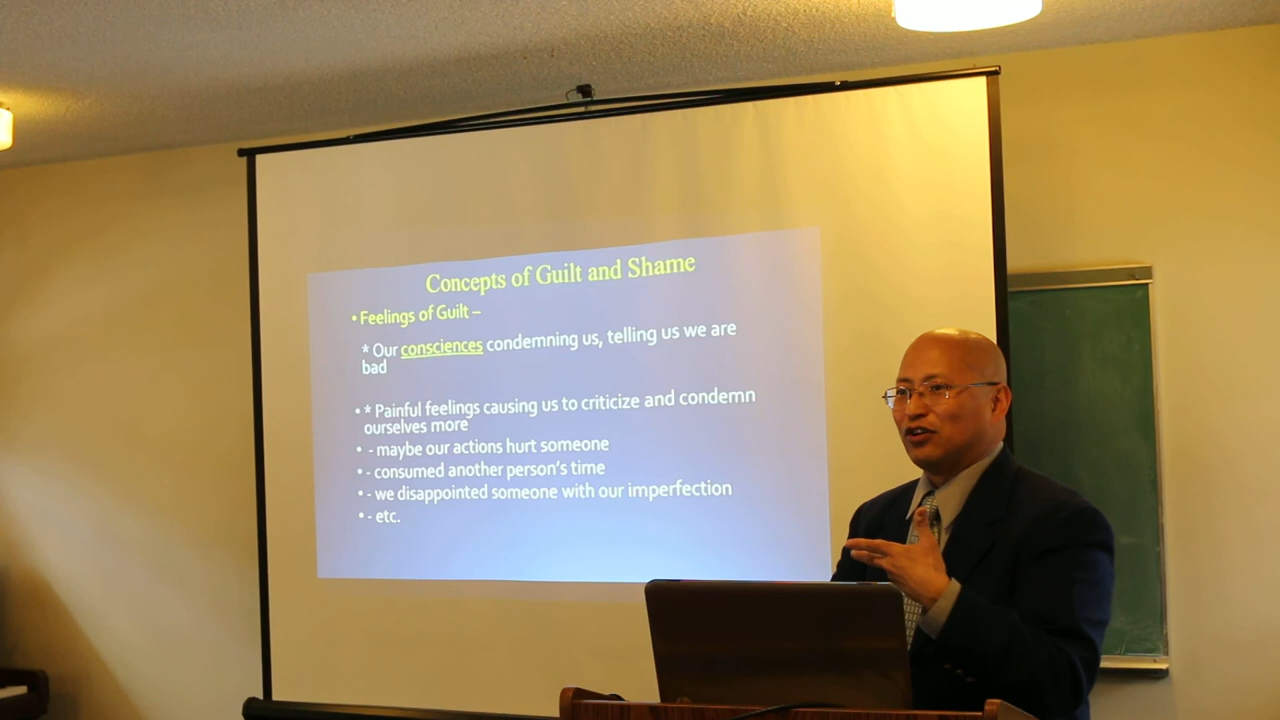 Concepts of Guilt and Shame
• Feelings of Guilt –
* Our consciences condemning us, telling us we are
bad
• * Painful feelings causing us to criticize and condemn
ourselves more
• - maybe our actions hurt someone
• - consumed another person's time
• - we disappointed someone with our imperfection
• - etc.